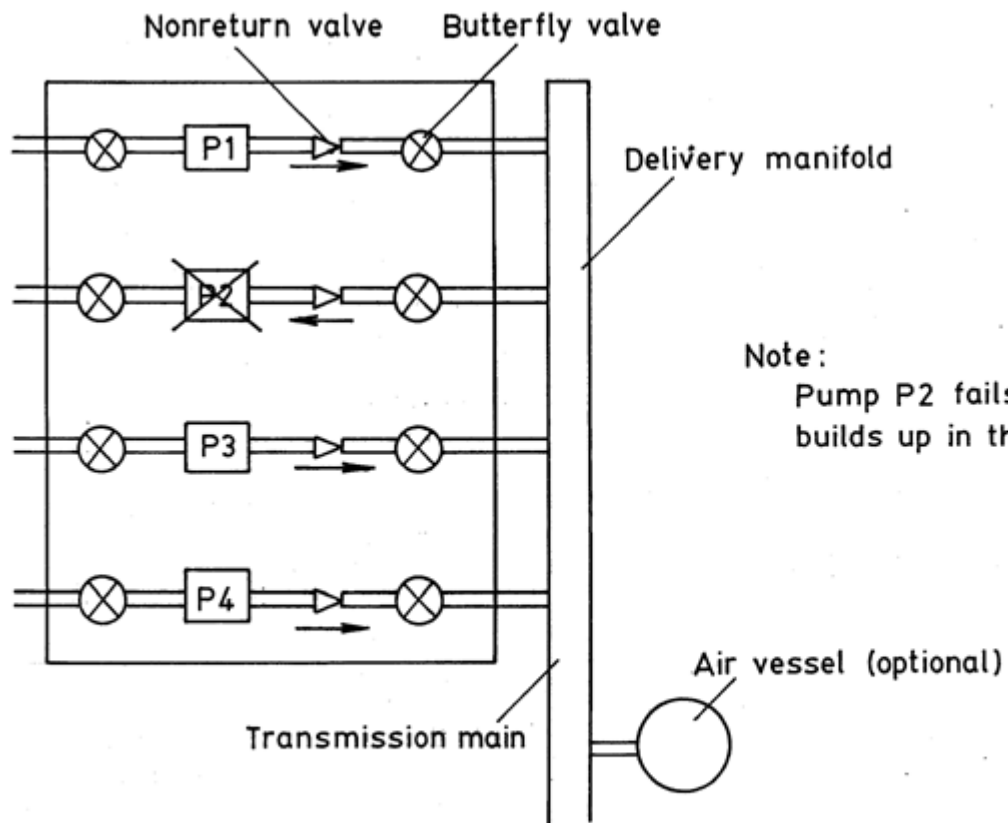 Nonreturn valve
Butterfly valve
P1
Delivery manifold
P2
Note :
Pump P2 fails
builds up in th
P3
P4
Air vessel (optional)
Transmission main